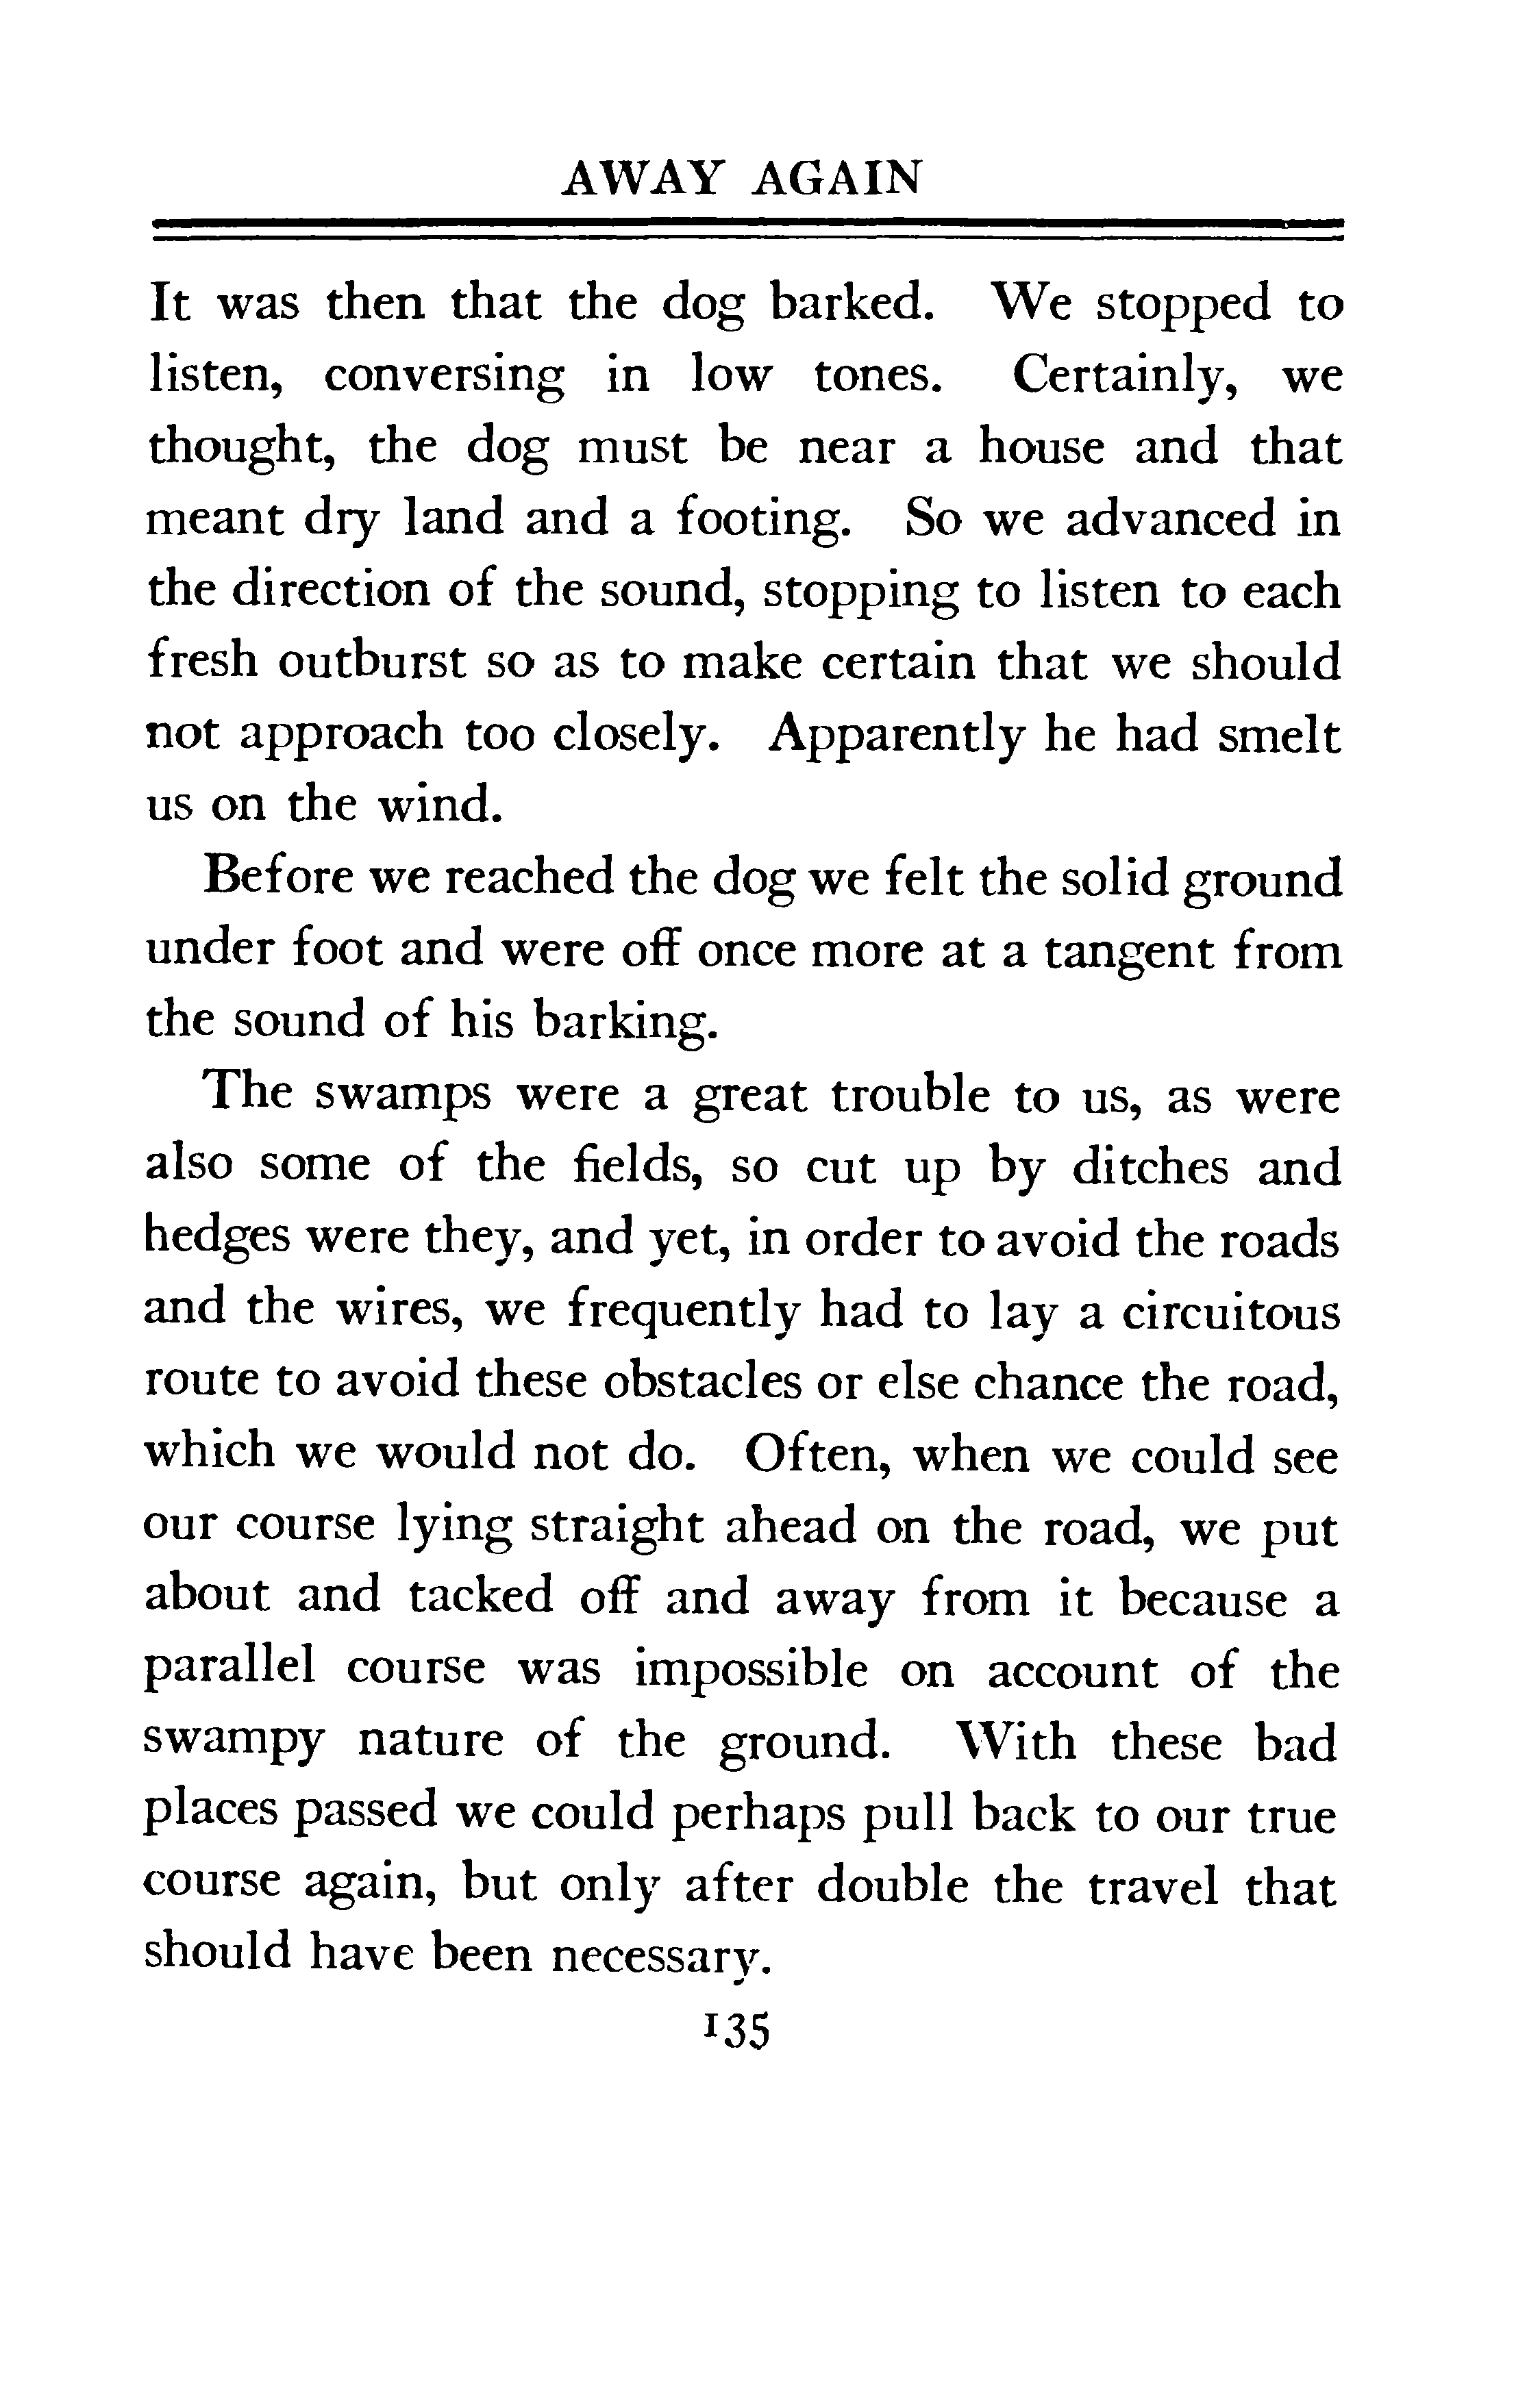 AWAY AGAIN
It was then that the dog barked. We stopped to
listen, conversing in low tones. Certainly, we
thought, the dog must be near a house and that
meant dry land and a footing. So we advanced in
the direction of the sound, stopping to listen to each
fresh outburst so as to make certain that we should
not approach too closely. Apparently he had smelt
us on the wind.
Before we reached the dog we felt the solid ground
under foot and were off once more at a tangent from
the sound of his barking.
The swamps were a great trouble to us, as were
also some of the fields, so cut up by ditches and
hedges were they, and yet, in order to avoid the roads
and the wires, we frequently had to lay a circuitous
route to avoid these obstacles or else chance the road,
which we would not do. Often, when we could see
our course lying straight ahead on the road, we put
about and tacked off and away from it because a
parallel course was impossible on account of the
swampy nature of the ground. With these bad
places passed we could perhaps pull back to our true
course again, but only after double the travel that
should have been necessary.
135